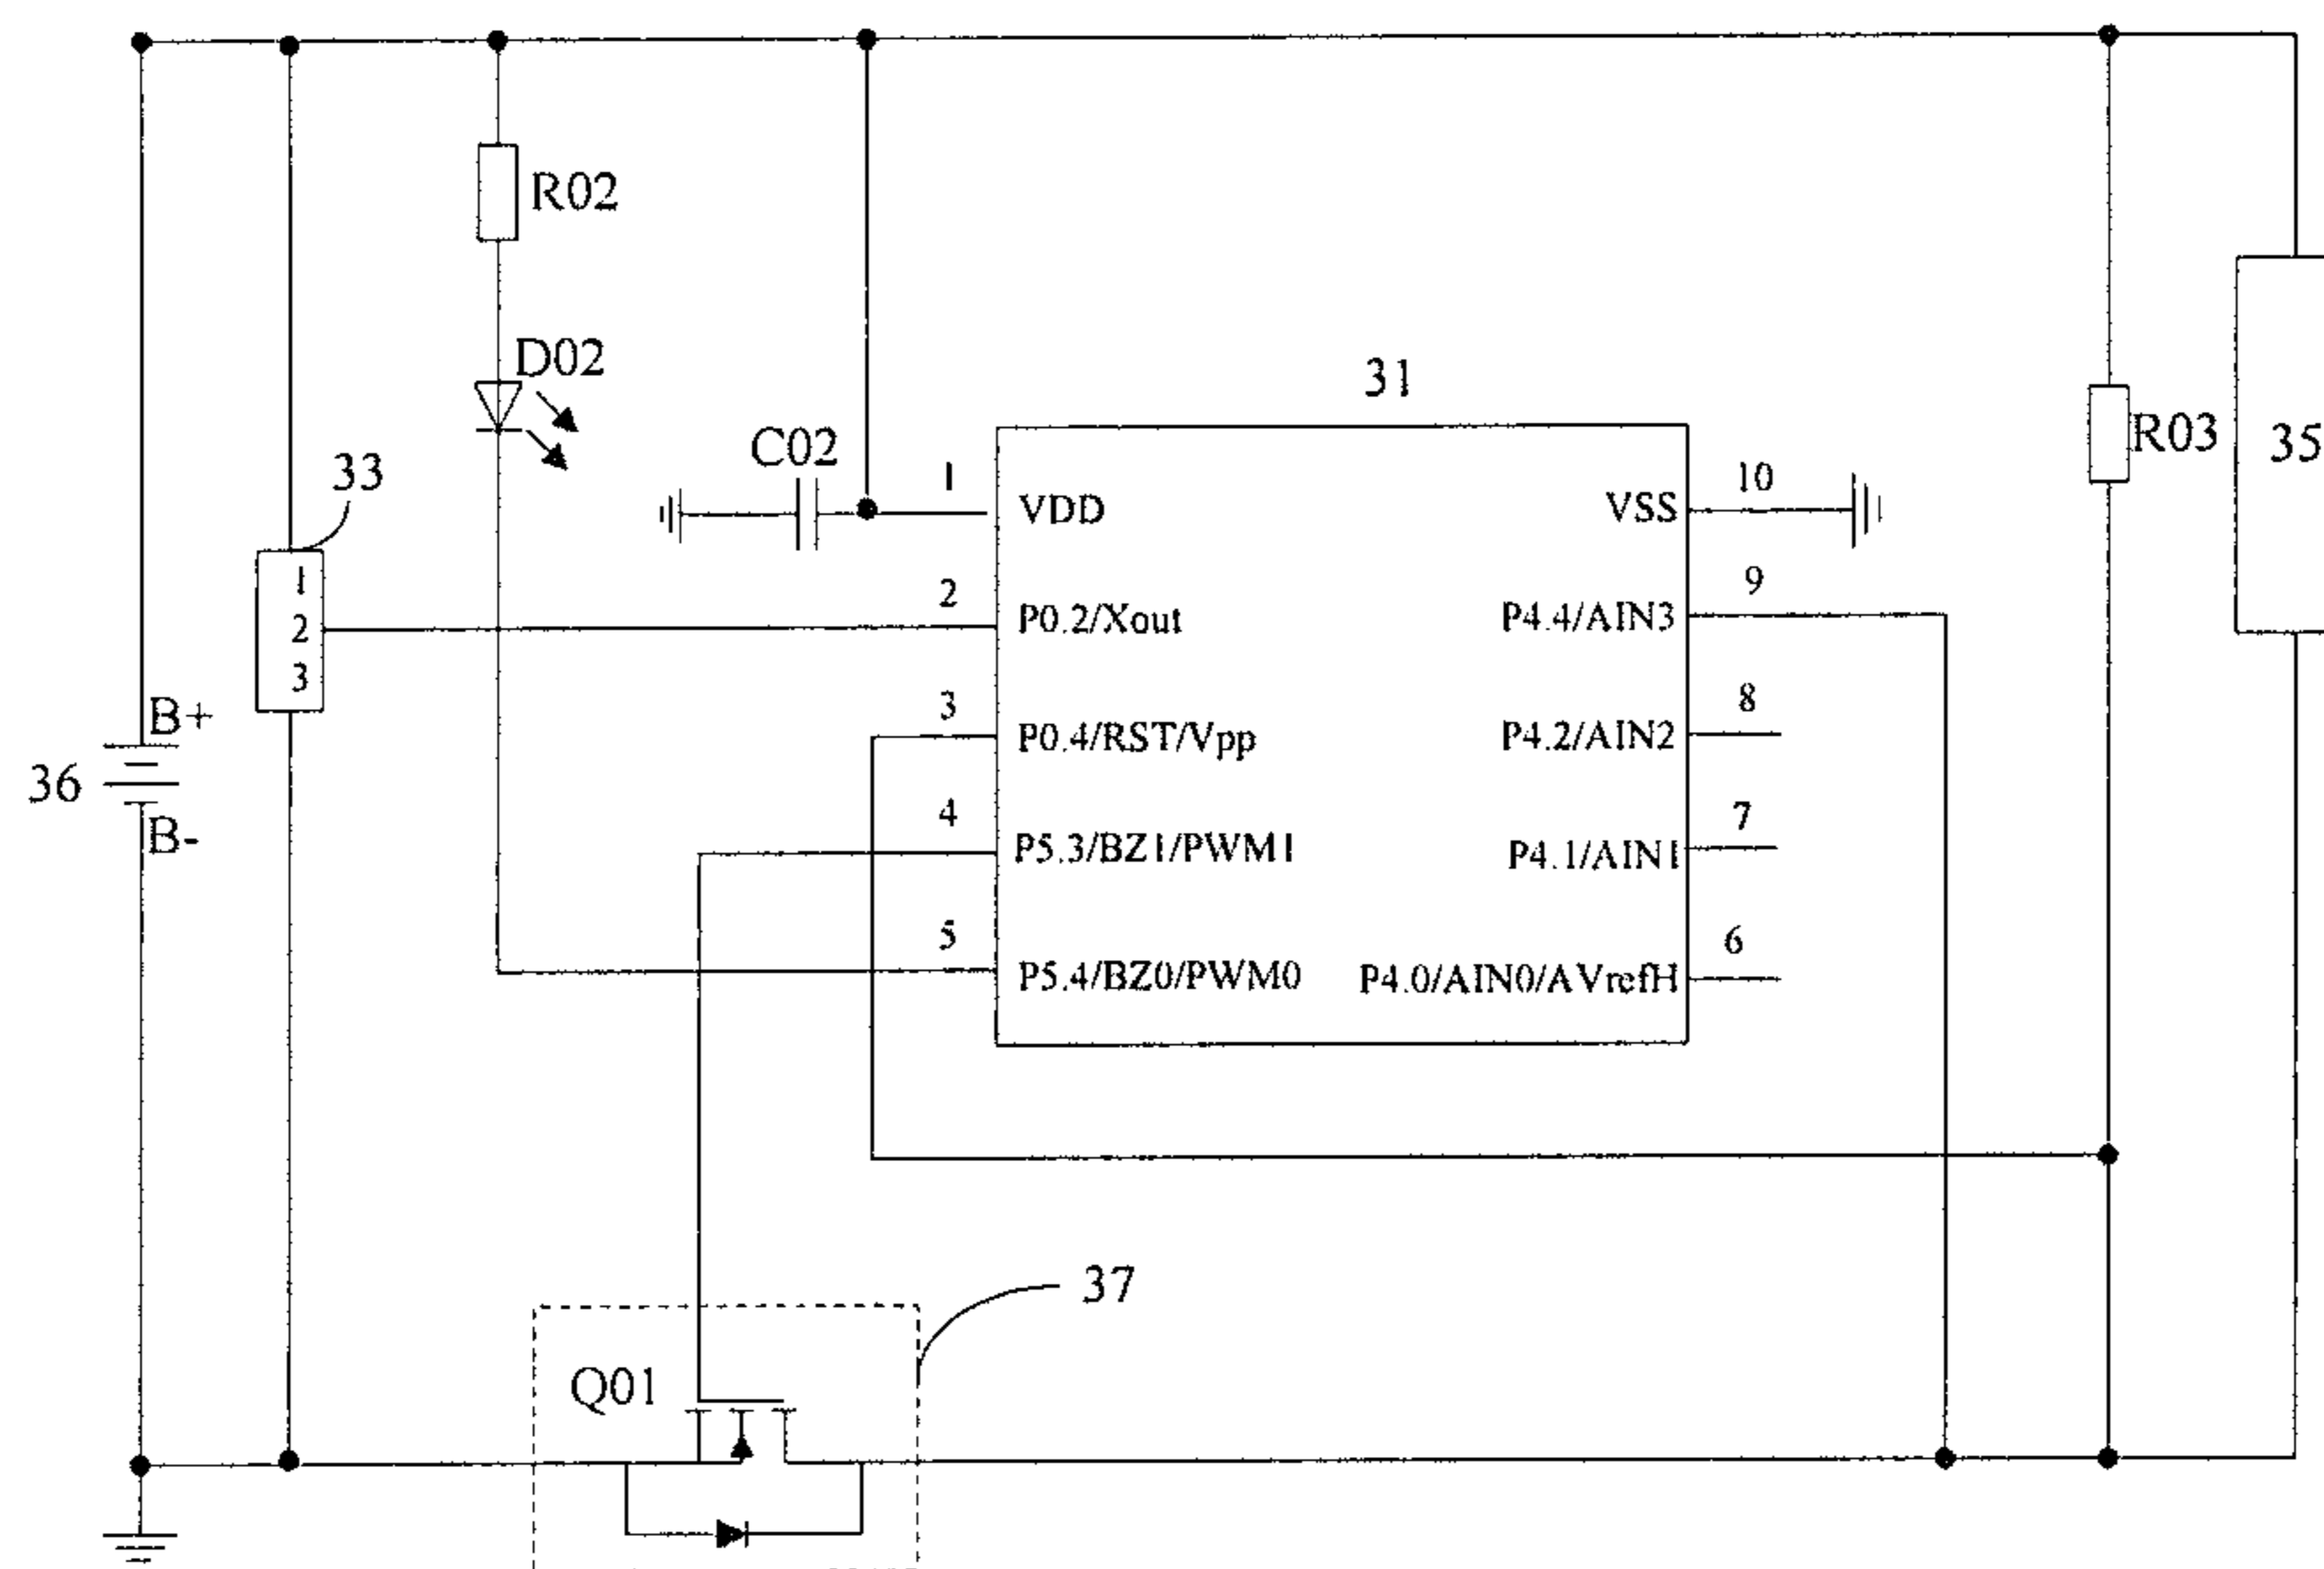 R02
D02
31
C02
33
R03
35
1
VDD
VSS
10
1
2
3
2
P0.2/Xout
P4.4/AIN3
9
3
P0.4/RST/Vpp
P4.2/AIN2
8
B+
36
B-
4
P5.3/BZ1/PWM1
P4.1/AIN1
7
5
P5.4/BZ0/PWM0
P4.0/AIN0/AVrefH
6
37
Q01